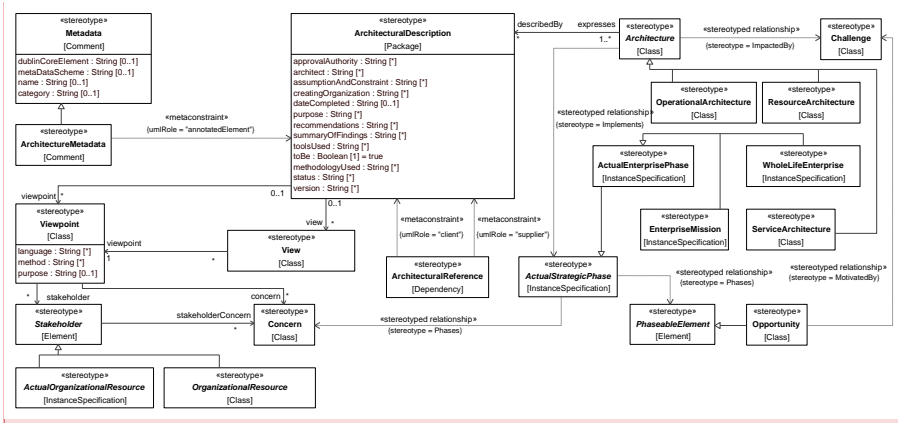 «stereotype»
Metadata
[Comment]
dublinCoreElement : String [0..1]
metaDataScheme : String [0..1]
name : String [0..1]
category : String [0..1]
«stereotype»
ArchitectureMetadata
[Comment]
«metaconstraint»
{umlRole = "annotatedElement"}
«stereotype»
ArchitecturalDescription
[Package]
approvalAuthority : String [*]
architect : String [*]
assumptionAndConstraint : String [*]
creatingOrganization : String [*]
dateCompleted : String [0..1]
purpose : String [*]
recommendations : String [*]
summaryOfFindings : String [*]
toolsUsed : String [*]
toBe : Boolean [1] = true
methodologyUsed : String [*]
status : String [*]
version : String [*]
describedBy
*
expresses
1..*
«stereotype»
Architecture
[Class]
«stereotyped relationship»
(stereotype = ImpactedBy)
«stereotype»
Challenge
[Class]
«stereotype»
OperationalArchitecture
[Class]
«stereotype»
ResourceArchitecture
[Class]
«stereotyped relationship»
(stereotype = Implements)
«stereotype»
ActualEnterprisePhase
[InstanceSpecification]
«stereotype»
WholeLifeEnterprise
[InstanceSpecification]
«stereotype»
EnterpriseMission
[InstanceSpecification]
«stereotype»
ServiceArchitecture
[Class]
0..1
viewpoint
*
0..1
view
*
«stereotype»
Viewpoint
[Class]
language : String [*]
method : String [*]
purpose : String [0..1]
viewpoint
1
*
«stereotype»
View
[Class]
«metaconstraint»
{umlRole = "client"}
«metaconstraint»
{umlRole = "supplier"}
«stereotype»
ArchitecturalReference
[Dependency]
«stereotype»
ActualStrategicPhase
[InstanceSpecification]
«stereotyped relationship»
(stereotype = Phases)
«stereotyped relationship»
(stereotype = MotivatedBy)
*
stakeholder
concern
*
«stereotype»
Stakeholder
[Element]
stakeholderConcern
*
«stereotype»
Concern
[Class]
«stereotyped relationship»
(stereotype = Phases)
«stereotype»
PhaseableElement
[Element]
«stereotype»
Opportunity
[Class]
«stereotype»
ActualOrganizationalResource
[InstanceSpecification]
«stereotype»
OrganizationalResource
[Class]